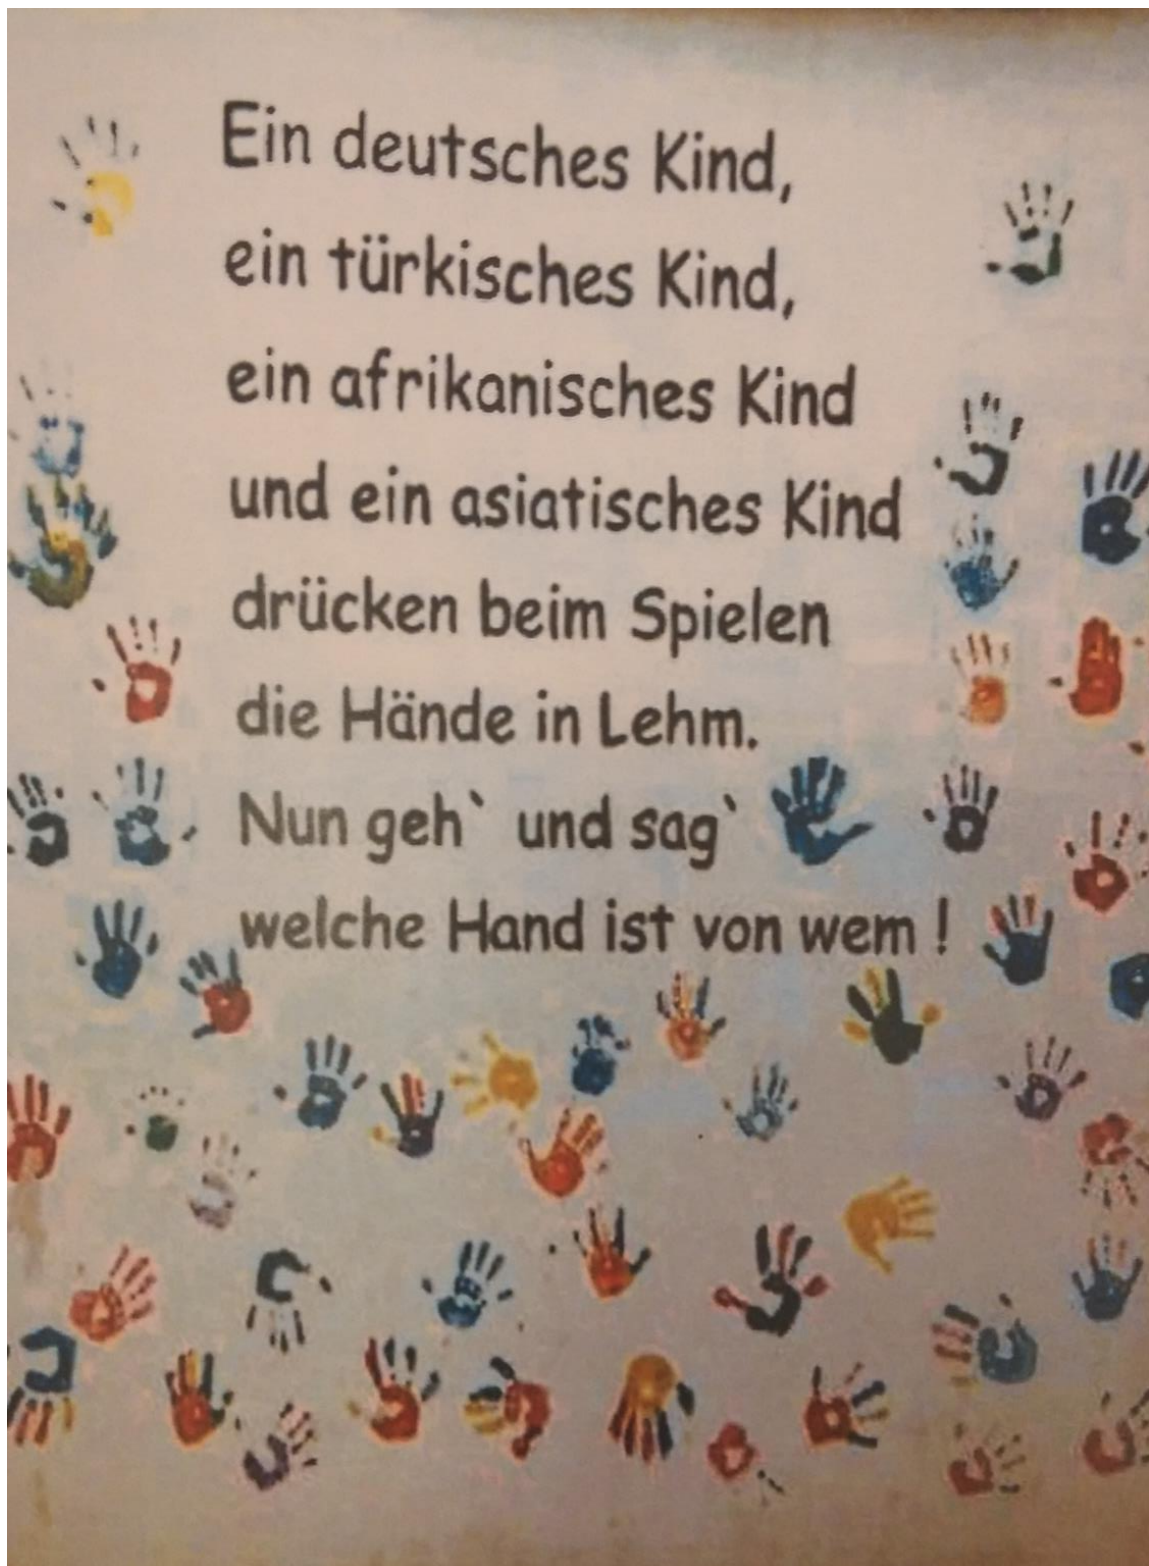 Ein deutsches Kind,
ein türkisches Kind,
ein afrikanisches Kind
und ein asiatisches Kind
drücken beim Spielen
die Hände in Lehm.
Nun geh` und sag`
welche Hand ist von wem !